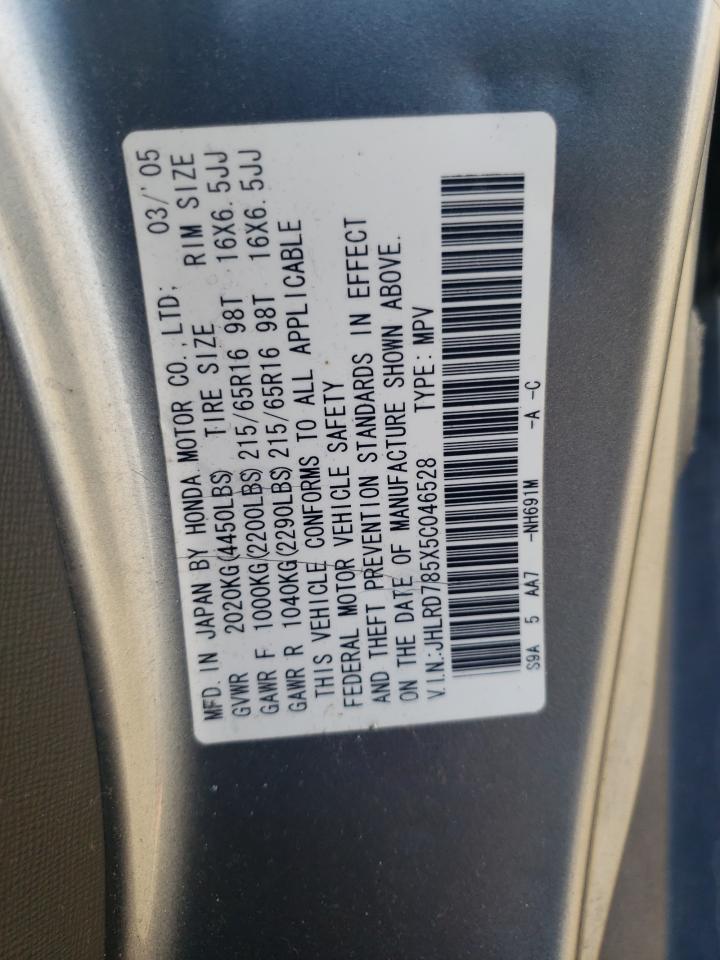 MFD. IN JAPAN BY HONDA MOTOR CO.,LTD; 03/'05
GVWR 2020KG(4450LBS) TIRE SIZE RIM SIZE
GAWR F 1000KG(2200LBS) 215/65R16 98T 16X6.5JJ
GAWR R 1040KG(2290LBS) 215/65R16 98T 16X6.5JJ
THIS VEHICLE CONFORMS TO ALL APPLICABLE
FEDERAL MOTOR VEHICLE SAFETY
AND THEFT PREVENTION STANDARDS IN EFFECT
ON THE DATE OF MANUFACTURE SHOWN ABOVE.
V.I.N.:JHLRD785X5C046528 TYPE: MPV
S9A 5 AA7 -NH691M -A -C